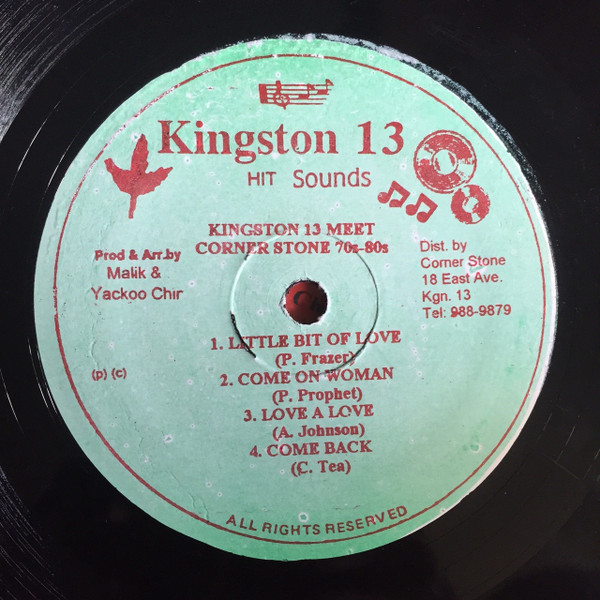 Kingston 13
HIT Sounds
KINGSTON 13 MEET
CORNER STONE 70s-80s
Prod & Arr.by
Malik &
Yackoo Chir
Dist. by
Corner Stone
18 East Ave.
Kgn. 13
Tel: 988-9879
(p) (c)
1. LITTLE BIT OF LOVE
(P. Frazer)
2. COME ON WOMAN
(P. Prophet)
3. LOVE A LOVE
(A. Johnson)
4. COME BACK
(C. Tea)
ALL RIGHTS RESERVED